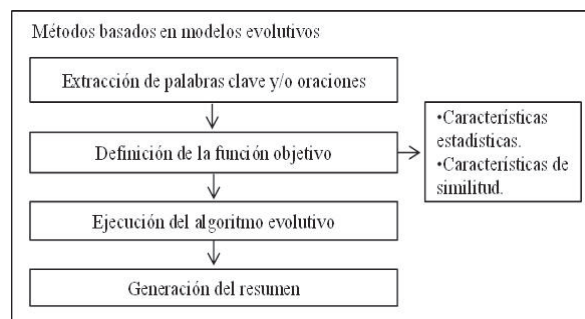 Métodos basados en modelos evolutivos
Extracción de palabras clave y/o oraciones
Definición de la función objetivo
•Características
estadísticas.
•Características de
similitud.
Ejecución del algoritmo evolutivo
Generación del resumen